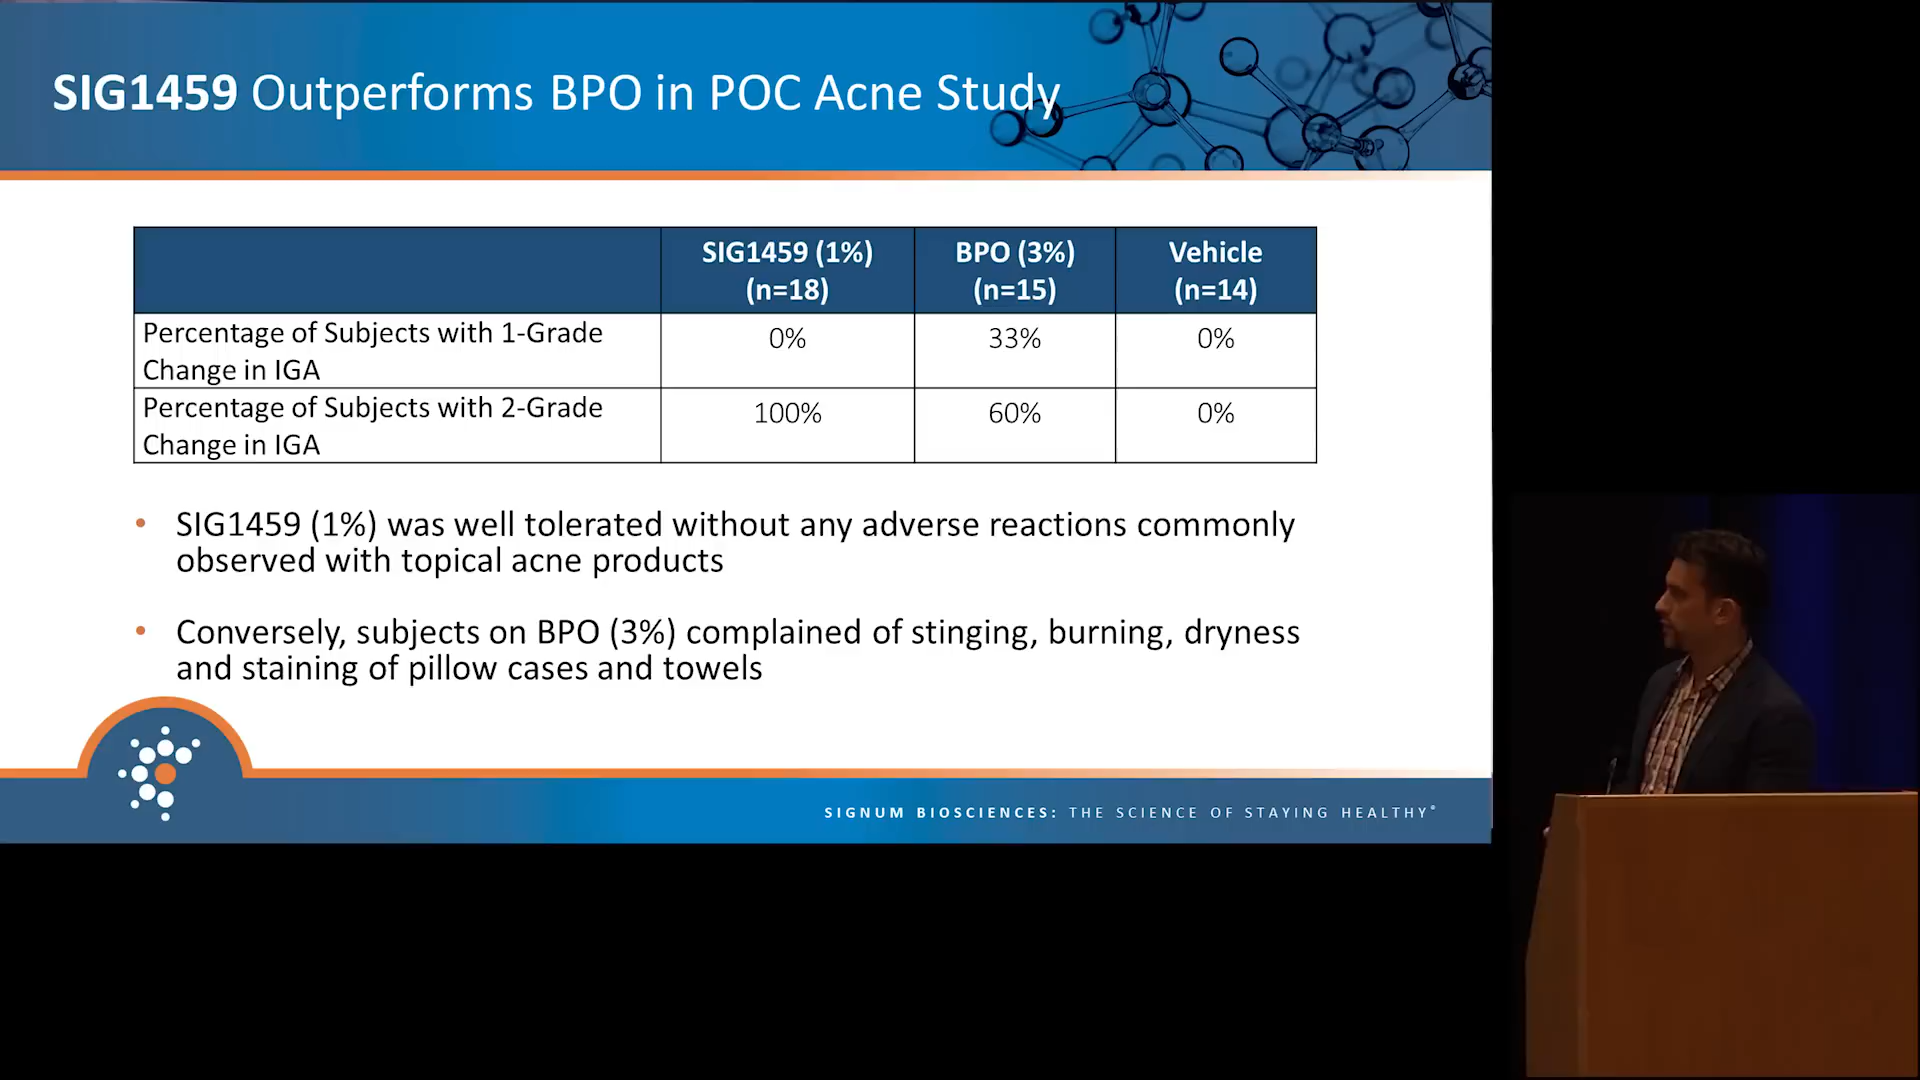 SIG1459 Outperforms BPO in POC Acne Study
SIG1459 (1%)
(n=18)
BPO (3%)
(n=15)
Vehicle
(n=14)
Percentage of Subjects with 1-Grade
Change in IGA
0%
33%
0%
Percentage of Subjects with 2-Grade
Change in IGA
100%
60%
0%
• SIG1459 (1%) was well tolerated without any adverse reactions commonly
observed with topical acne products
• Conversely, subjects on BPO (3%) complained of stinging, burning, dryness
and staining of pillow cases and towels
SIGNUM BIOSCIENCES: THE SCIENCE OF STAYING HEALTHY®